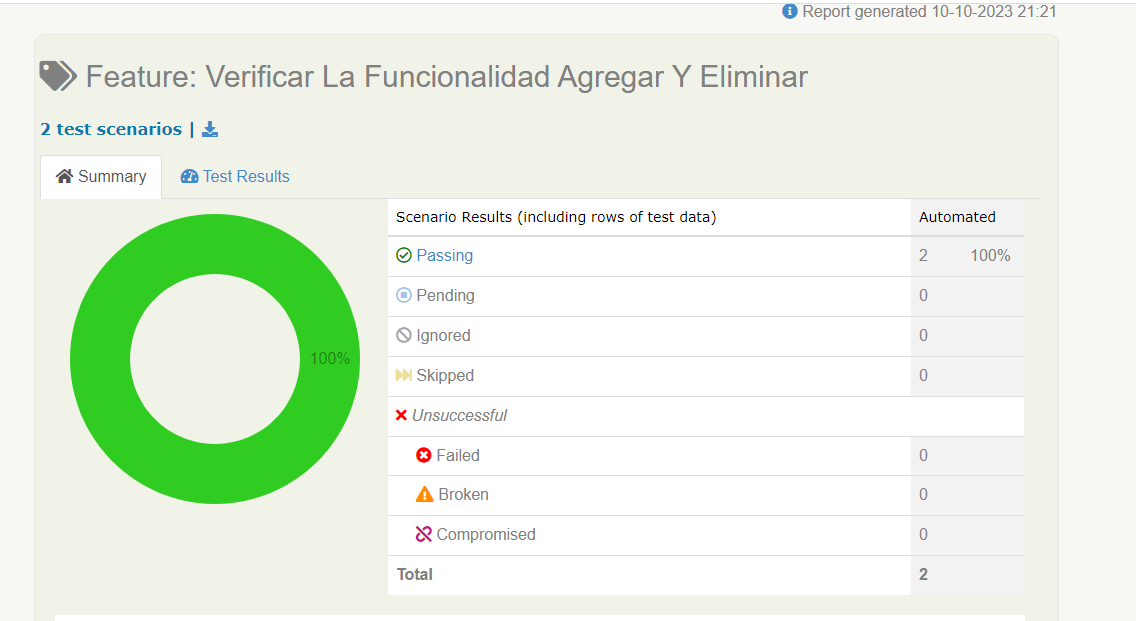 Report generated 10-10-2023 21:21
Feature: Verificar La Funcionalidad Agregar Y Eliminar
2 test scenarios |
Summary Test Results
Scenario Results (including rows of test data) Automated
Passing 2 100%
Pending 0
100%
Ignored 0
Skipped 0
Unsuccessful
Failed 0
Broken 0
Compromised 0
Total 2